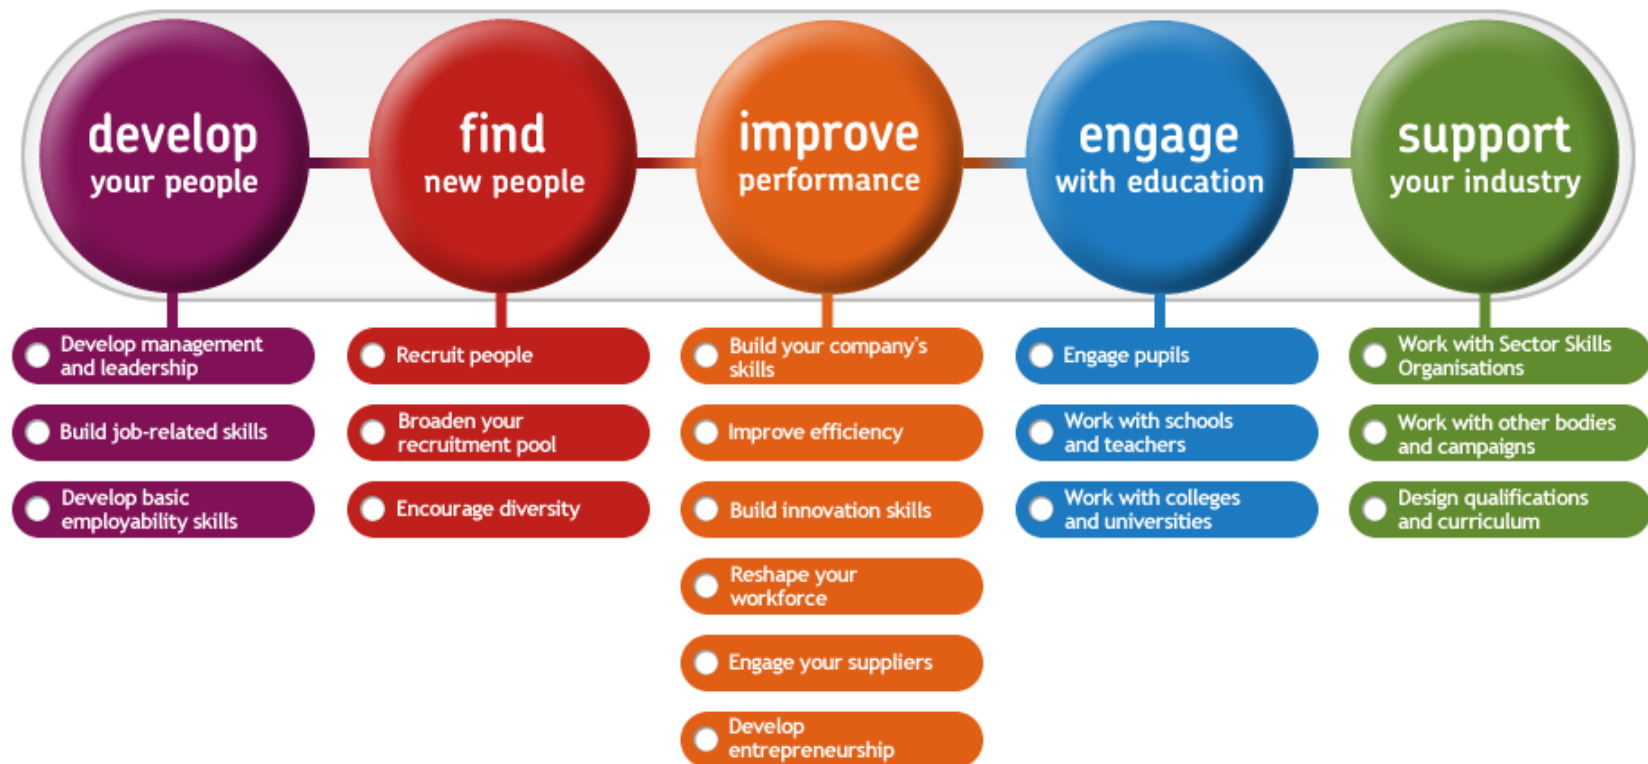 develop
your people
find
new people
improve
performance
engage
with education
support
your industry
Develop management
and leadership
Build job-related skills
Develop basic
employability skills
Recruit people
Broaden your
recruitment pool
Encourage diversity
Build your company's
skills
Improve efficiency
Build innovation skills
Reshape your
workforce
Engage your suppliers
Develop
entrepreneurship
Engage pupils
Work with schools
and teachers
Work with colleges
and universities
Work with Sector Skills
Organisations
Work with other bodies
and campaigns
Design qualifications
and curriculum